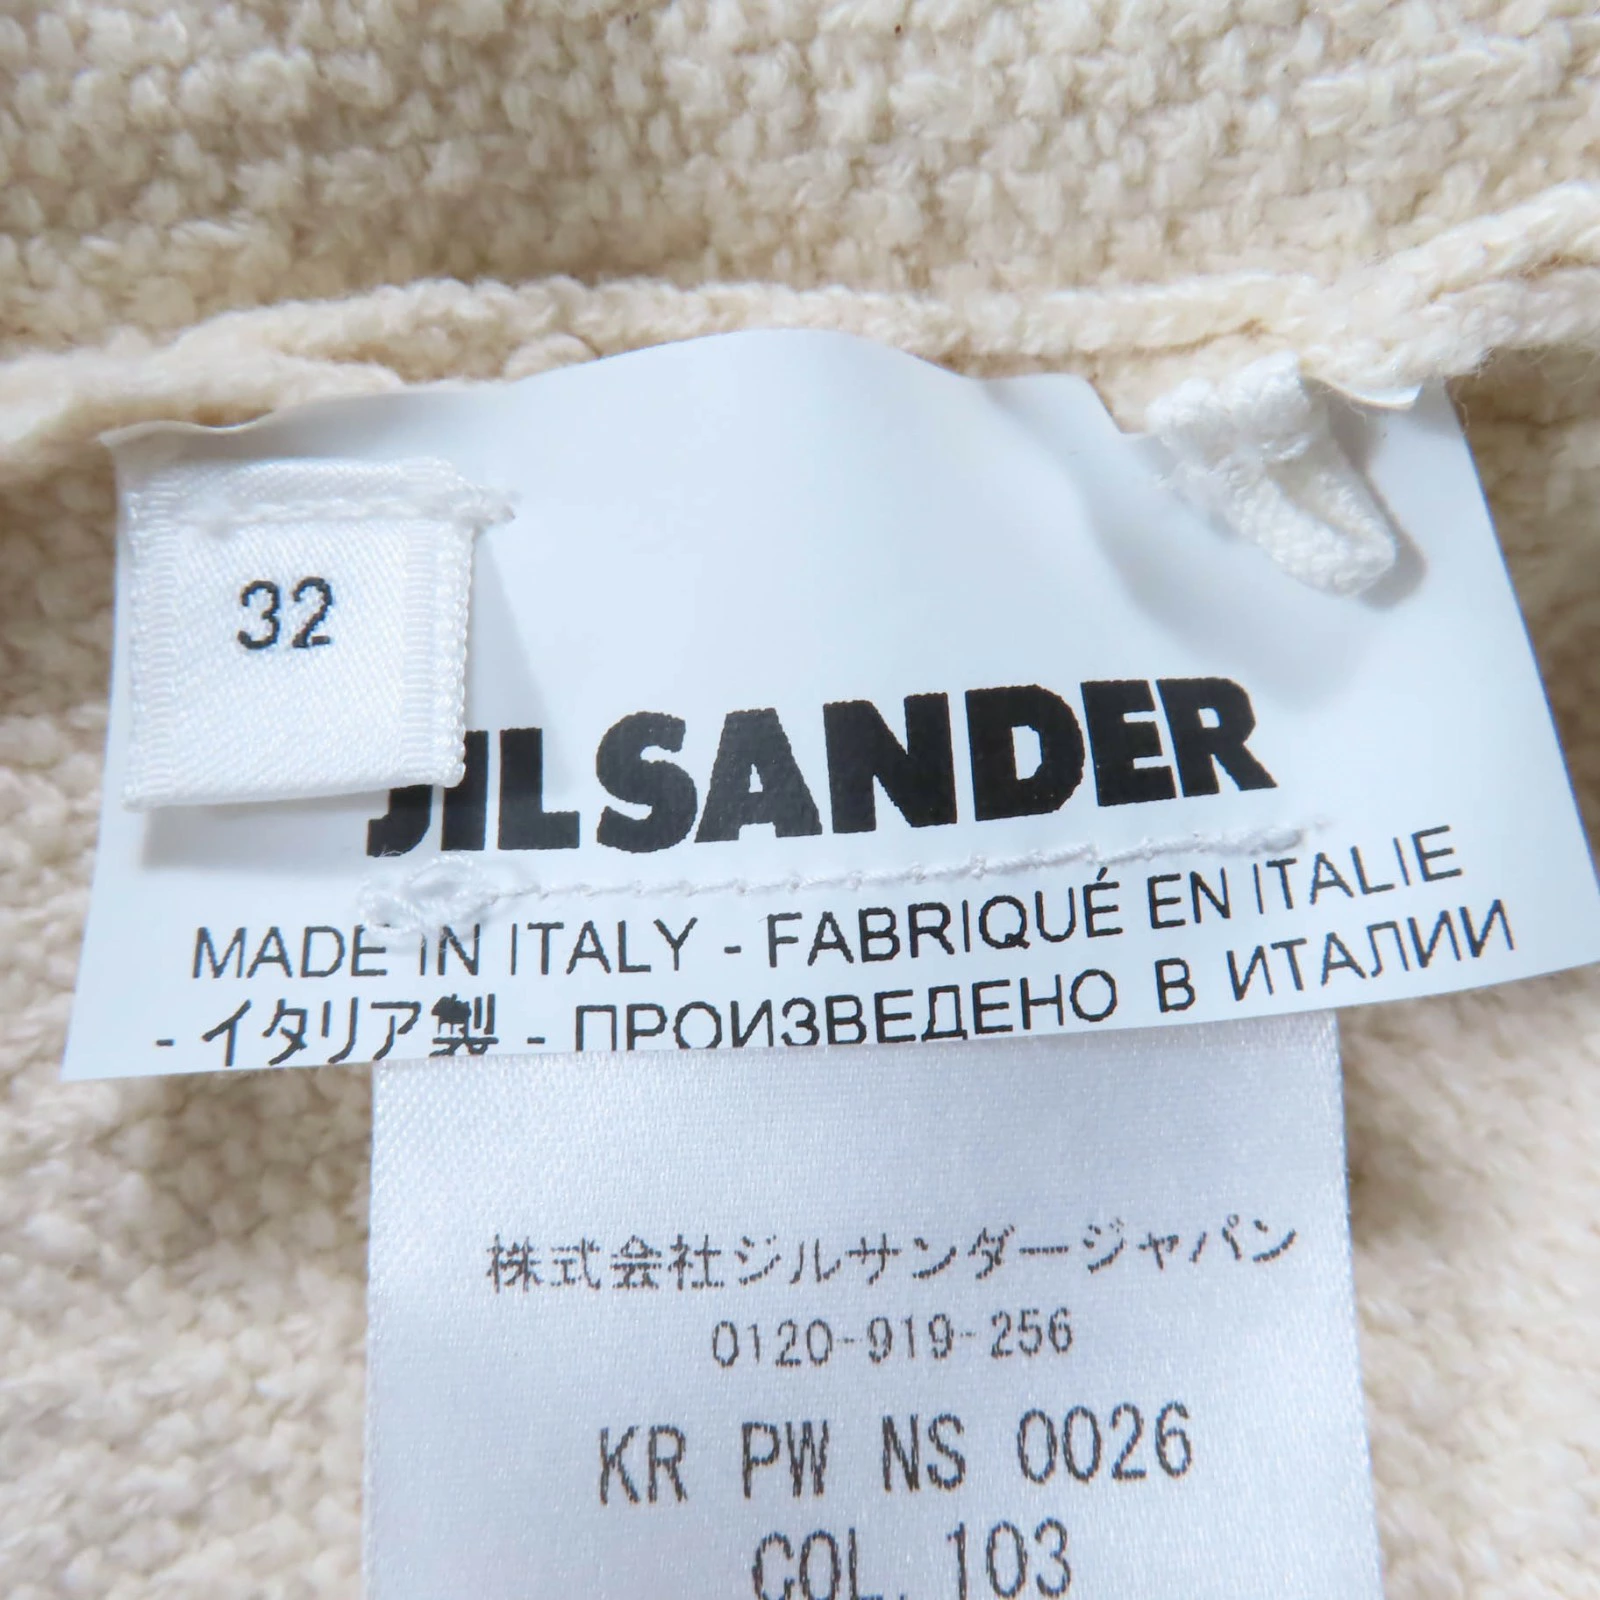 32
JIL SANDER
MADE IN ITALY - FABRIQUÉ EN ITALIE
- イタリア製 - ПРОИЗВЕДЕНО В ИТАЛИИ
株式会社ジルサンダージャパン
0120-919-256
KR PW NS 0026
COL. 103